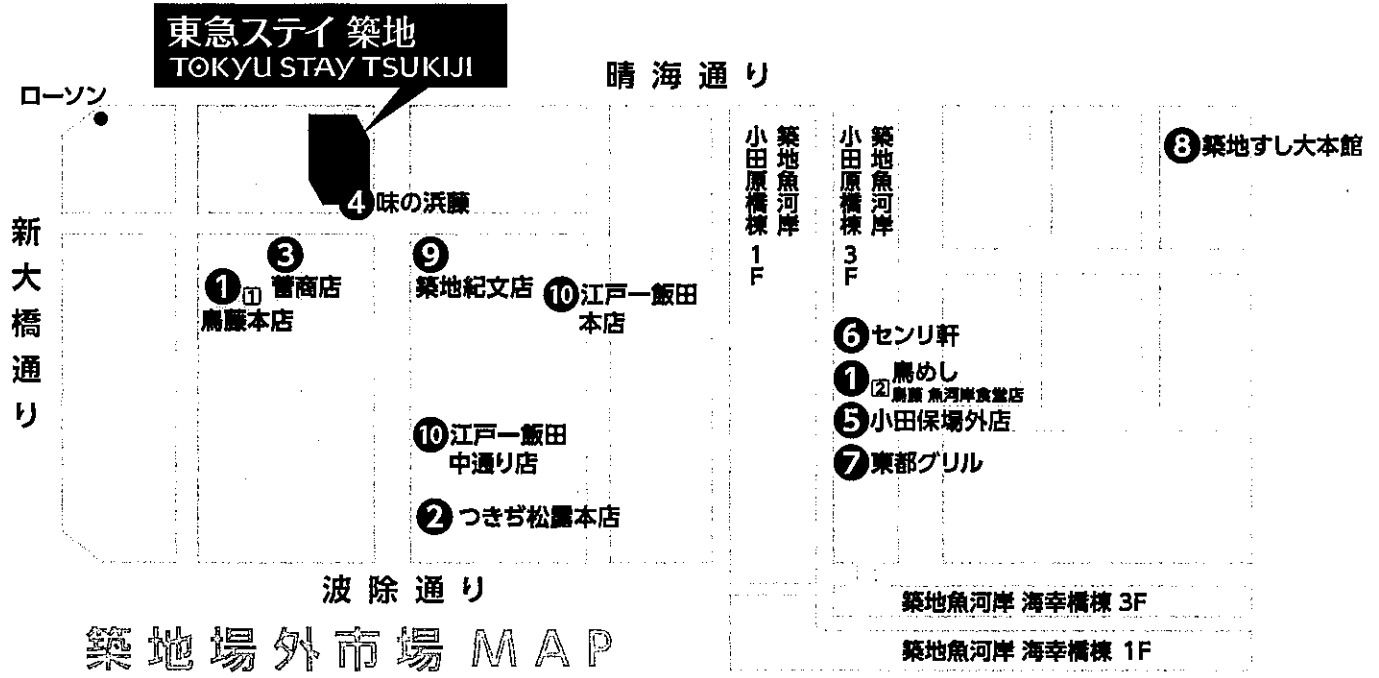 東急ステイ 築地
TOKYU STAY TSUKIJI
晴海通り
ローソン
新大橋通り
4 味の浜藤
3
商店
1 1
鳥藤本店
9
築地紀文店
10 江戸一飯田
本店
10 江戸一飯田
中通り店
2 つきぢ松露本店
築地魚河岸
小田原橋棟 1F
築地魚河岸
小田原橋棟 3F
8 築地すし大本館
6 センリ軒
1 2 鳥めし
鳥藤 魚河岸食堂店
5 小田保場外店
7 東都グリル
波除通り
築地魚河岸 海幸橋棟 3F
築地魚河岸 海幸橋棟 1F
築地場外市場 MAP